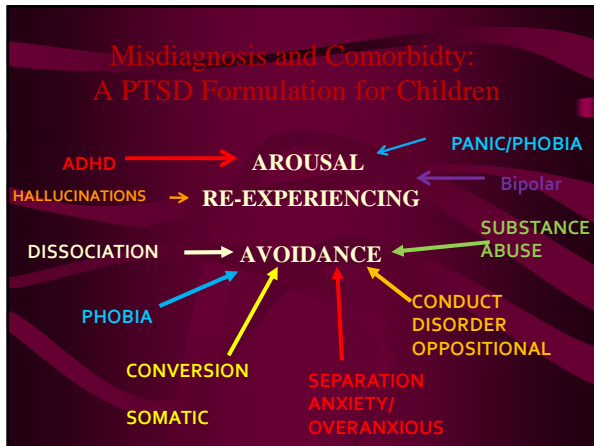 Misdiagnosis and Comorbidty:
A PTSD Formulation for Children
PANIC/PHOBIA
ADHD
AROUSAL
Bipolar
HALLUCINATIONS
RE-EXPERIENCING
SUBSTANCE
ABUSE
DISSOCIATION
AVOIDANCE
PHOBIA
CONDUCT
DISORDER
OPPOSITIONAL
CONVERSION
SOMATIC
SEPARATION
ANXIETY/
OVERANXIOUS